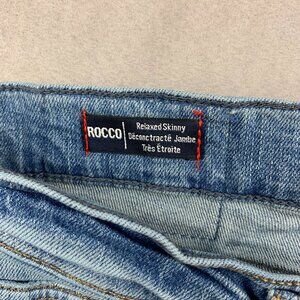 ROCCO
Relaxed Skinny
Déconctracté Jambe
Très Étroite